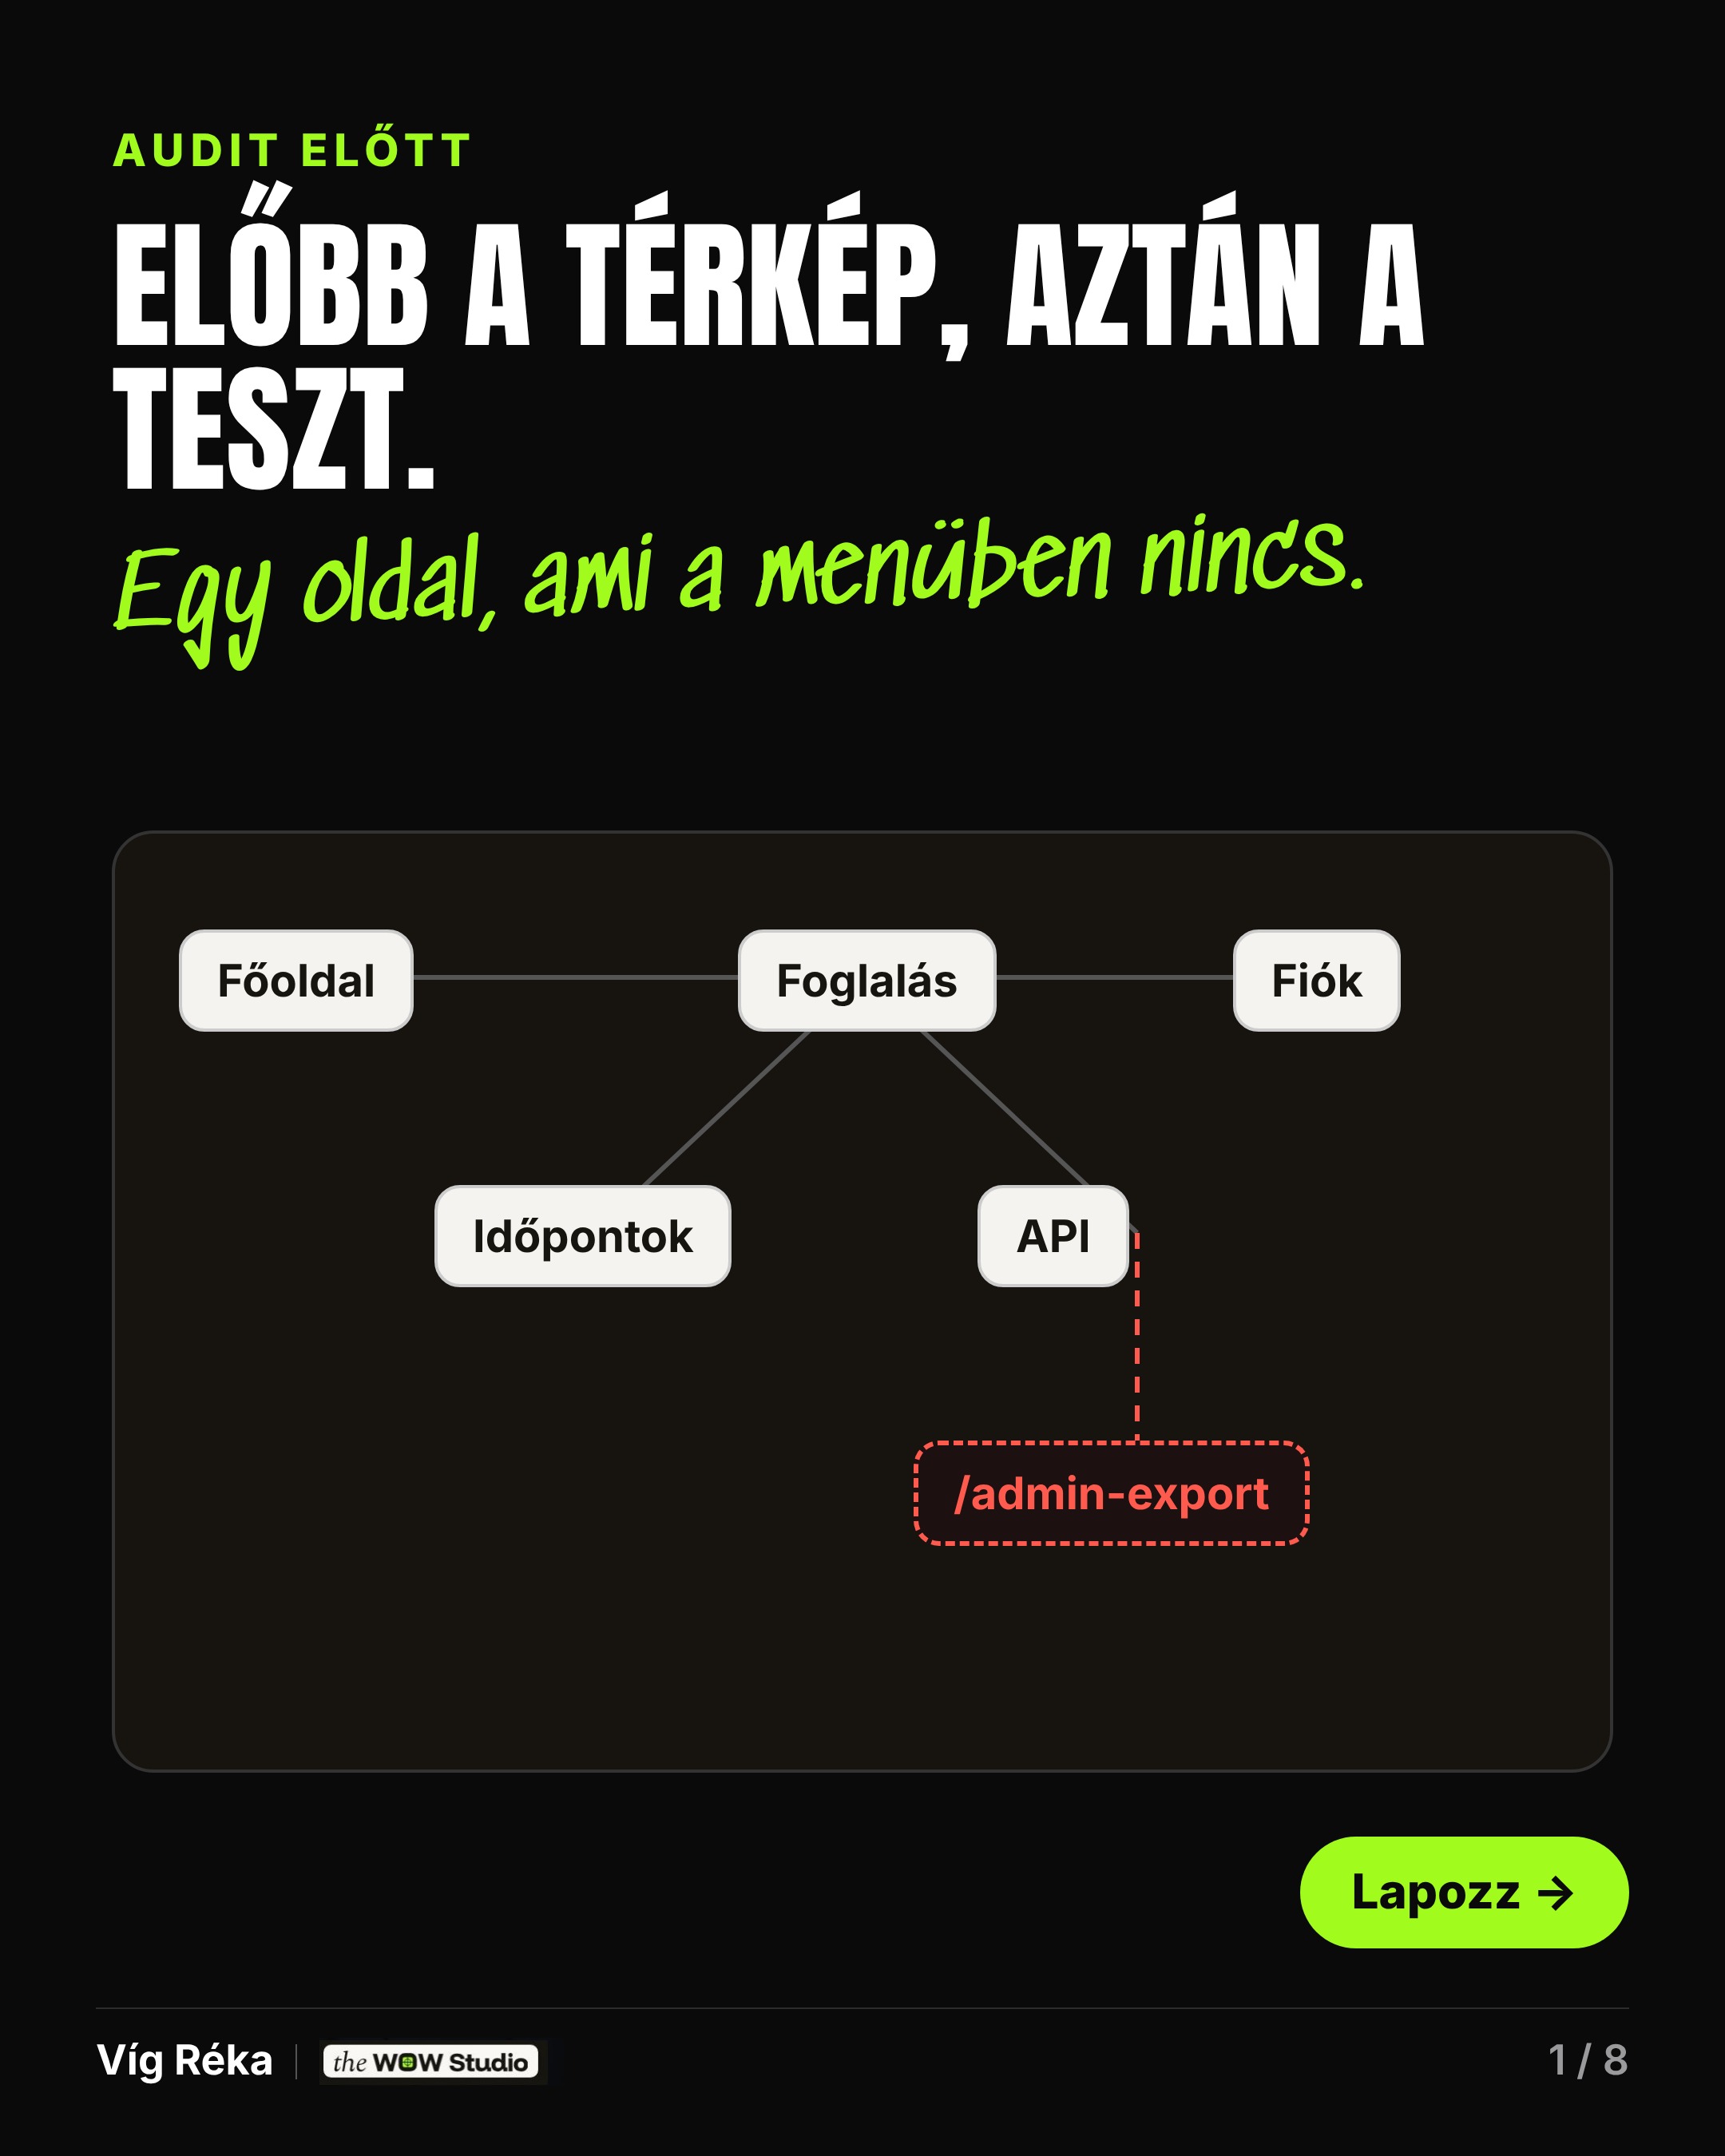 AUDIT ELŐTT
ELŐBB A TÉRKÉP, AZTÁN A
TESZT.
Egy oldal, ami a menüben nincs.
Főoldal
Foglalás
Fiók
Időpontok
API
/admin-export
Lapozz →
Víg Réka
the WOW Studio
1 / 8